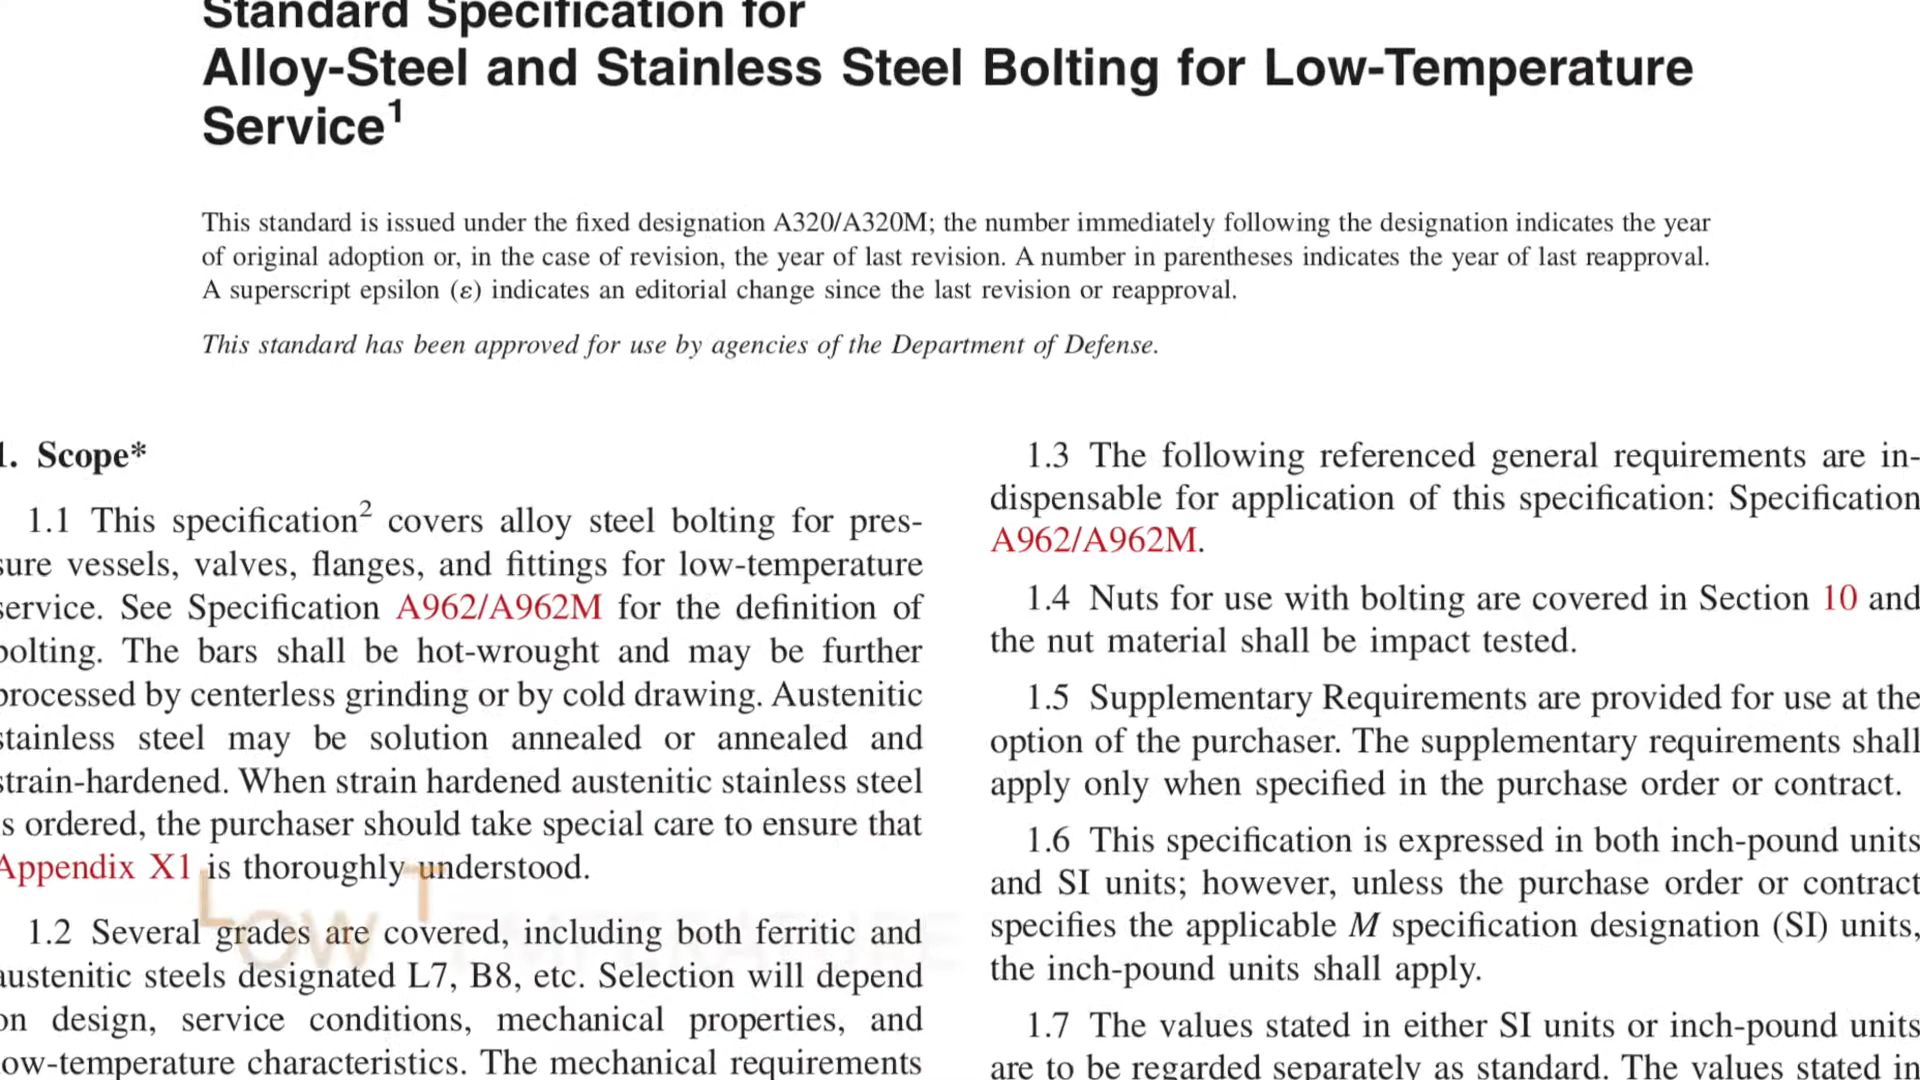 Standard Specification for
Alloy-Steel and Stainless Steel Bolting for Low-Temperature
Service1
This standard is issued under the fixed designation A320/A320M; the number immediately following the designation indicates the year
of original adoption or, in the case of revision, the year of last revision. A number in parentheses indicates the year of last reapproval.
A superscript epsilon (ε) indicates an editorial change since the last revision or reapproval.
This standard has been approved for use by agencies of the Department of Defense.
1. Scope*
1.1 This specification2 covers alloy steel bolting for pres-
sure vessels, valves, flanges, and fittings for low-temperature
service. See Specification A962/A962M for the definition of
bolting. The bars shall be hot-wrought and may be further
processed by centerless grinding or by cold drawing. Austenitic
stainless steel may be solution annealed or annealed and
strain-hardened. When strain hardened austenitic stainless steel
is ordered, the purchaser should take special care to ensure that
Appendix X1 is thoroughly understood.
1.2 Several grades are covered, including both ferritic and
austenitic steels designated L7, B8, etc. Selection will depend
on design, service conditions, mechanical properties, and
low-temperature characteristics. The mechanical requirements
LOW TEMPERATURE
1.3 The following referenced general requirements are in-
dispensable for application of this specification: Specification
A962/A962M.
1.4 Nuts for use with bolting are covered in Section 10 and
the nut material shall be impact tested.
1.5 Supplementary Requirements are provided for use at the
option of the purchaser. The supplementary requirements shall
apply only when specified in the purchase order or contract.
1.6 This specification is expressed in both inch-pound units
and SI units; however, unless the purchase order or contract
specifies the applicable M specification designation (SI) units,
the inch-pound units shall apply.
1.7 The values stated in either SI units or inch-pound units
are to be regarded separately as standard. The values stated in